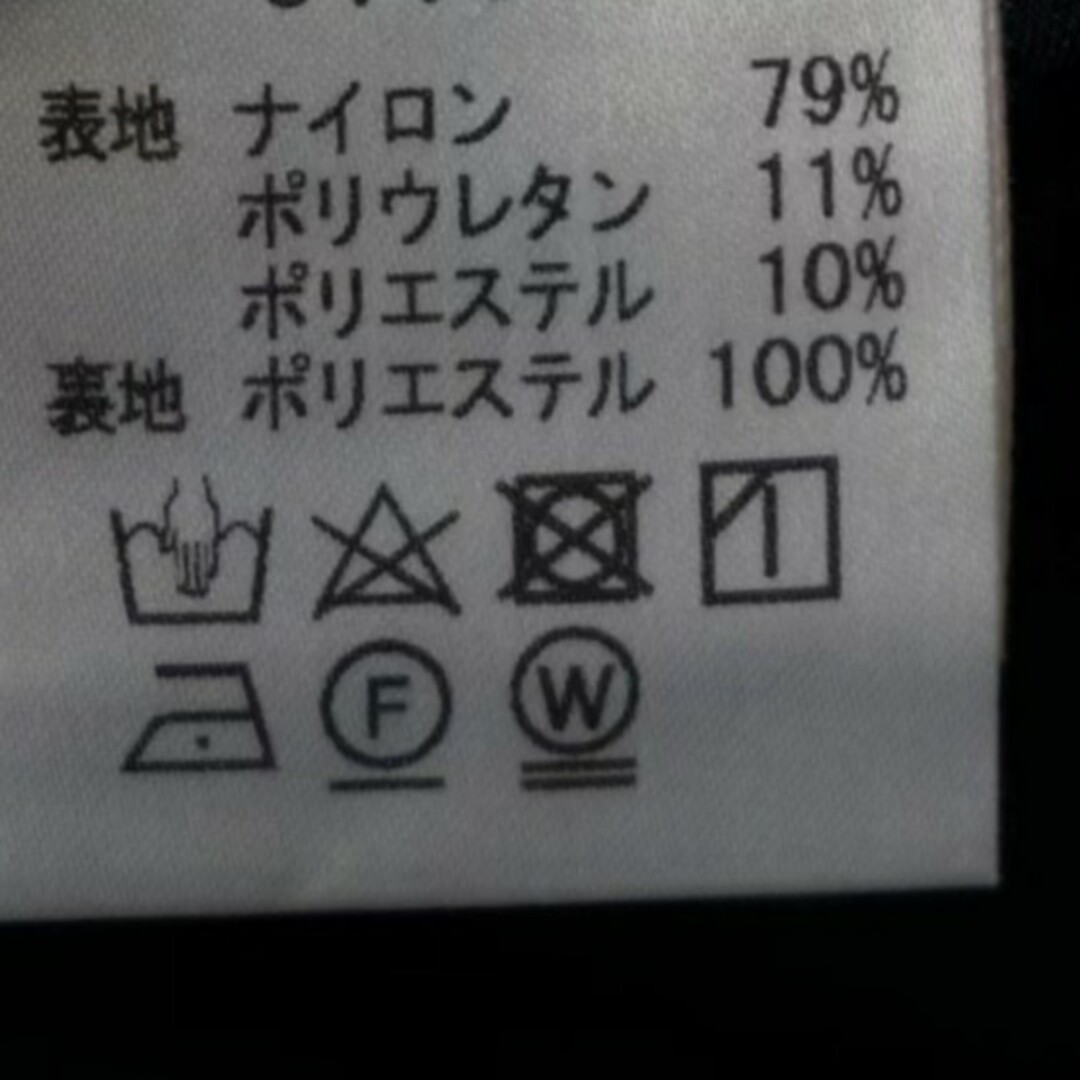 表地 ナイロン 79%
ポリウレタン 11%
ポリエステル 10%
裏地 ポリエステル 100%
F W